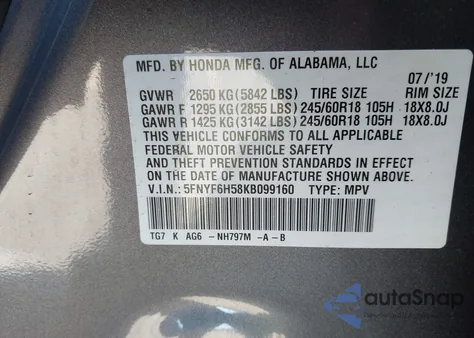 MFD. BY HONDA MFG. OF ALABAMA, LLC
07/'19
GVWR 2650 KG(5842 LBS) TIRE SIZE RIM SIZE
GAWR F 1295 KG(2855 LBS) 245/60R18 105H 18X8.0J
GAWR R 1425 KG(3142 LBS) 245/60R18 105H 18X8.0J
THIS VEHICLE CONFORMS TO ALL APPLICABLE
FEDERAL MOTOR VEHICLE SAFETY
AND THEFT PREVENTION STANDARDS IN EFFECT
ON THE DATE OF MANUFACTURE SHOWN ABOVE.
V.I.N.: 5FNYF6H58KB099160 TYPE: MPV
TG7 K AG6 -NH797M -A-B
autoSnap